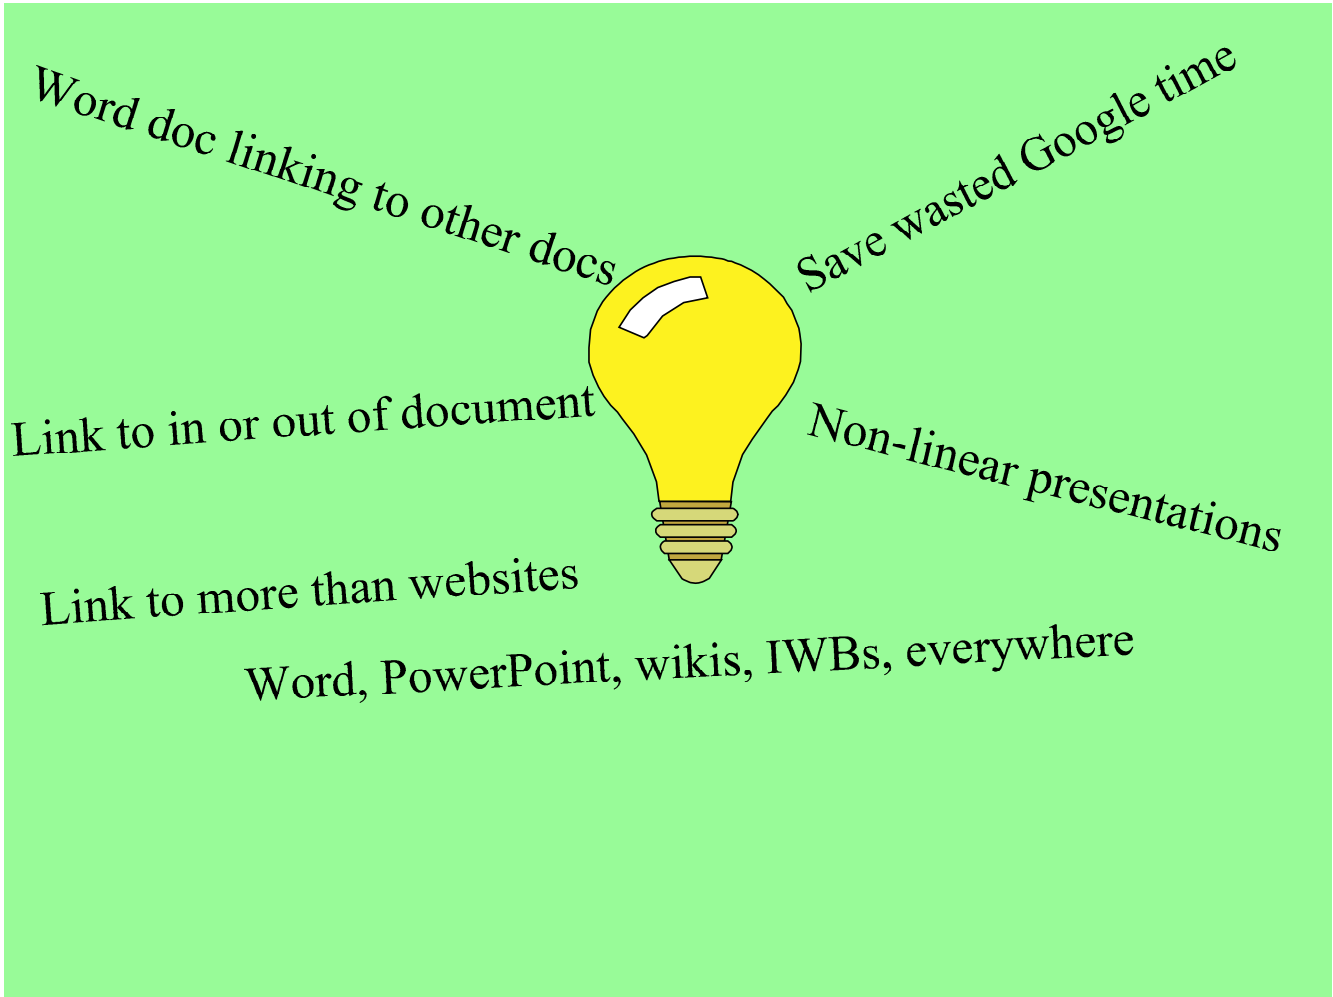 Word doc linking to other docs
Save wasted Google time
Link to in or out of document
Non-linear presentations
Link to more than websites
Word, PowerPoint, wikis, IWBs, everywhere